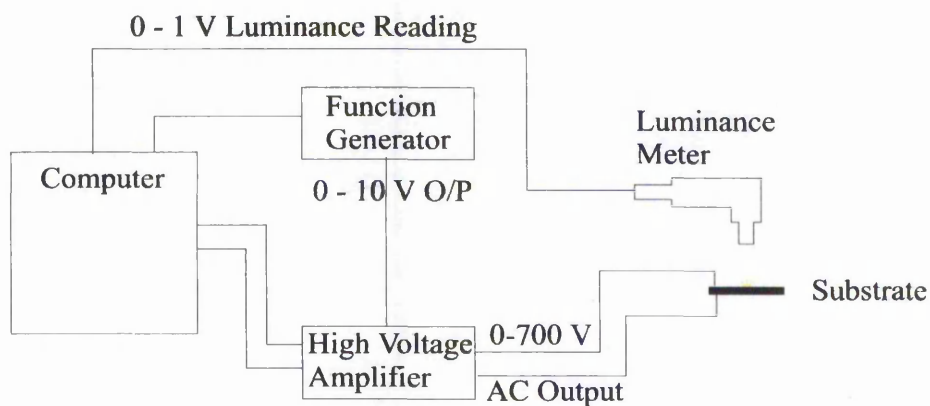 0 - 1 V Luminance Reading
Function
Generator
Luminance
Meter
Computer
0 - 10 V O/P
Substrate
High Voltage
Amplifier
0-700 V
AC Output